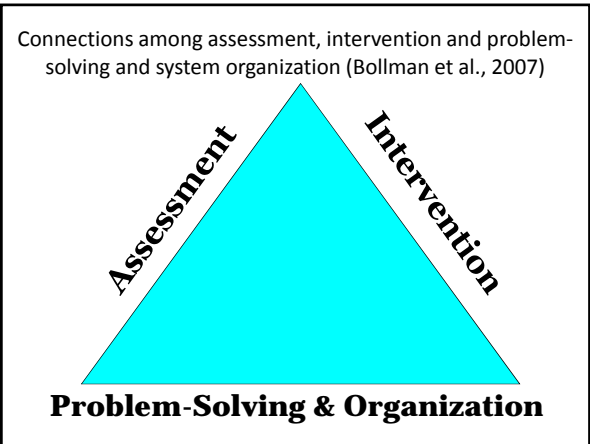 Connections among assessment, intervention and problem-
solving and system organization (Bollman et al., 2007)
Assessment
Intervention
Problem-Solving & Organization